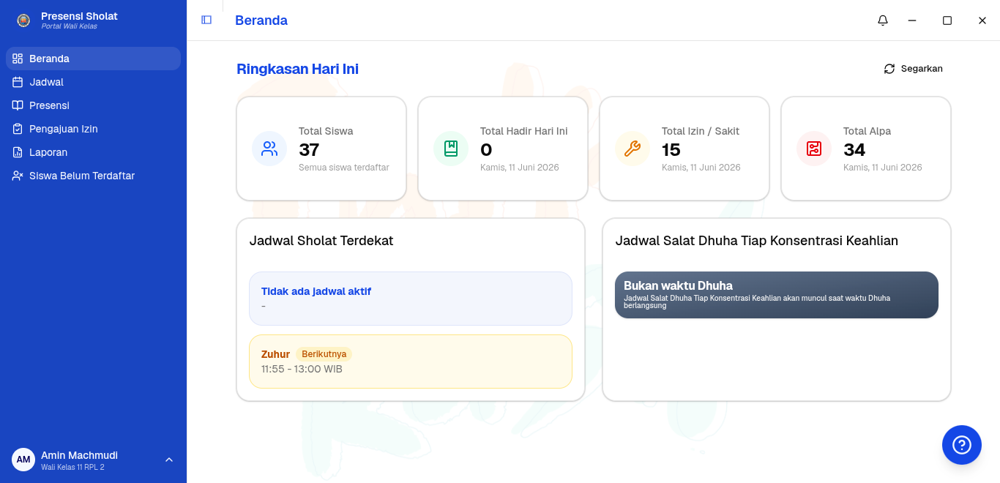 Presensi Sholat
Portal Wali Kelas
Beranda
Jadwal
Presensi
Pengajuan Izin
Laporan
Siswa Belum Terdaftar
AM
Amin Machmudi
Wali Kelas 11 RPL 2
Beranda
Ringkasan Hari Ini
Segarkan
Total Siswa
37
Semua siswa terdaftar
Total Hadir Hari Ini
0
Kamis, 11 Juni 2026
Total Izin / Sakit
15
Kamis, 11 Juni 2026
Total Alpa
34
Kamis, 11 Juni 2026
Jadwal Sholat Terdekat
Tidak ada jadwal aktif
-
Zuhur Berikutnya
11:55 - 13:00 WIB
Jadwal Salat Dhuha Tiap Konsentrasi Keahlian
Bukan waktu Dhuha
Jadwal Salat Dhuha Tiap Konsentrasi Keahlian akan muncul saat waktu Dhuha
berlangsung